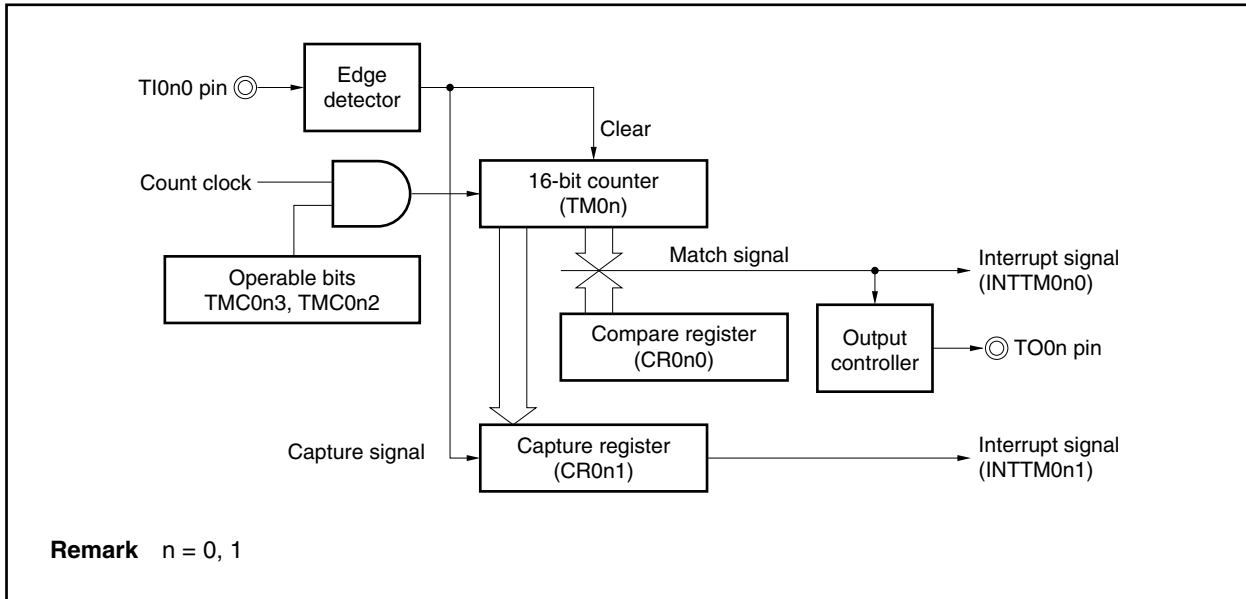 TI0n0 pin
Edge
detector
Clear
Count clock
16-bit counter
(TM0n)
Operable bits
TMC0n3, TMC0n2
Match signal
Interrupt signal
(INTTM0n0)
Compare register
(CR0n0)
Output
controller
TO0n pin
Capture signal
Capture register
(CR0n1)
Interrupt signal
(INTTM0n1)
Remark n = 0, 1